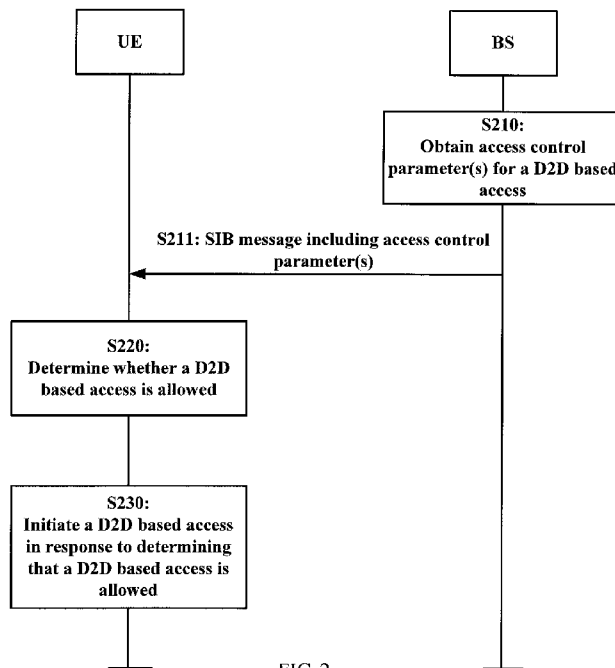 UE
BS
S210:
Obtain access control
parameter(s) for a D2D based
access
S211: SIB message including access control
parameter(s)
S220:
Determine whether a D2D
based access is allowed
S230:
Initiate a D2D based access
in response to determining
that a D2D based access is
allowed
FIG. 2